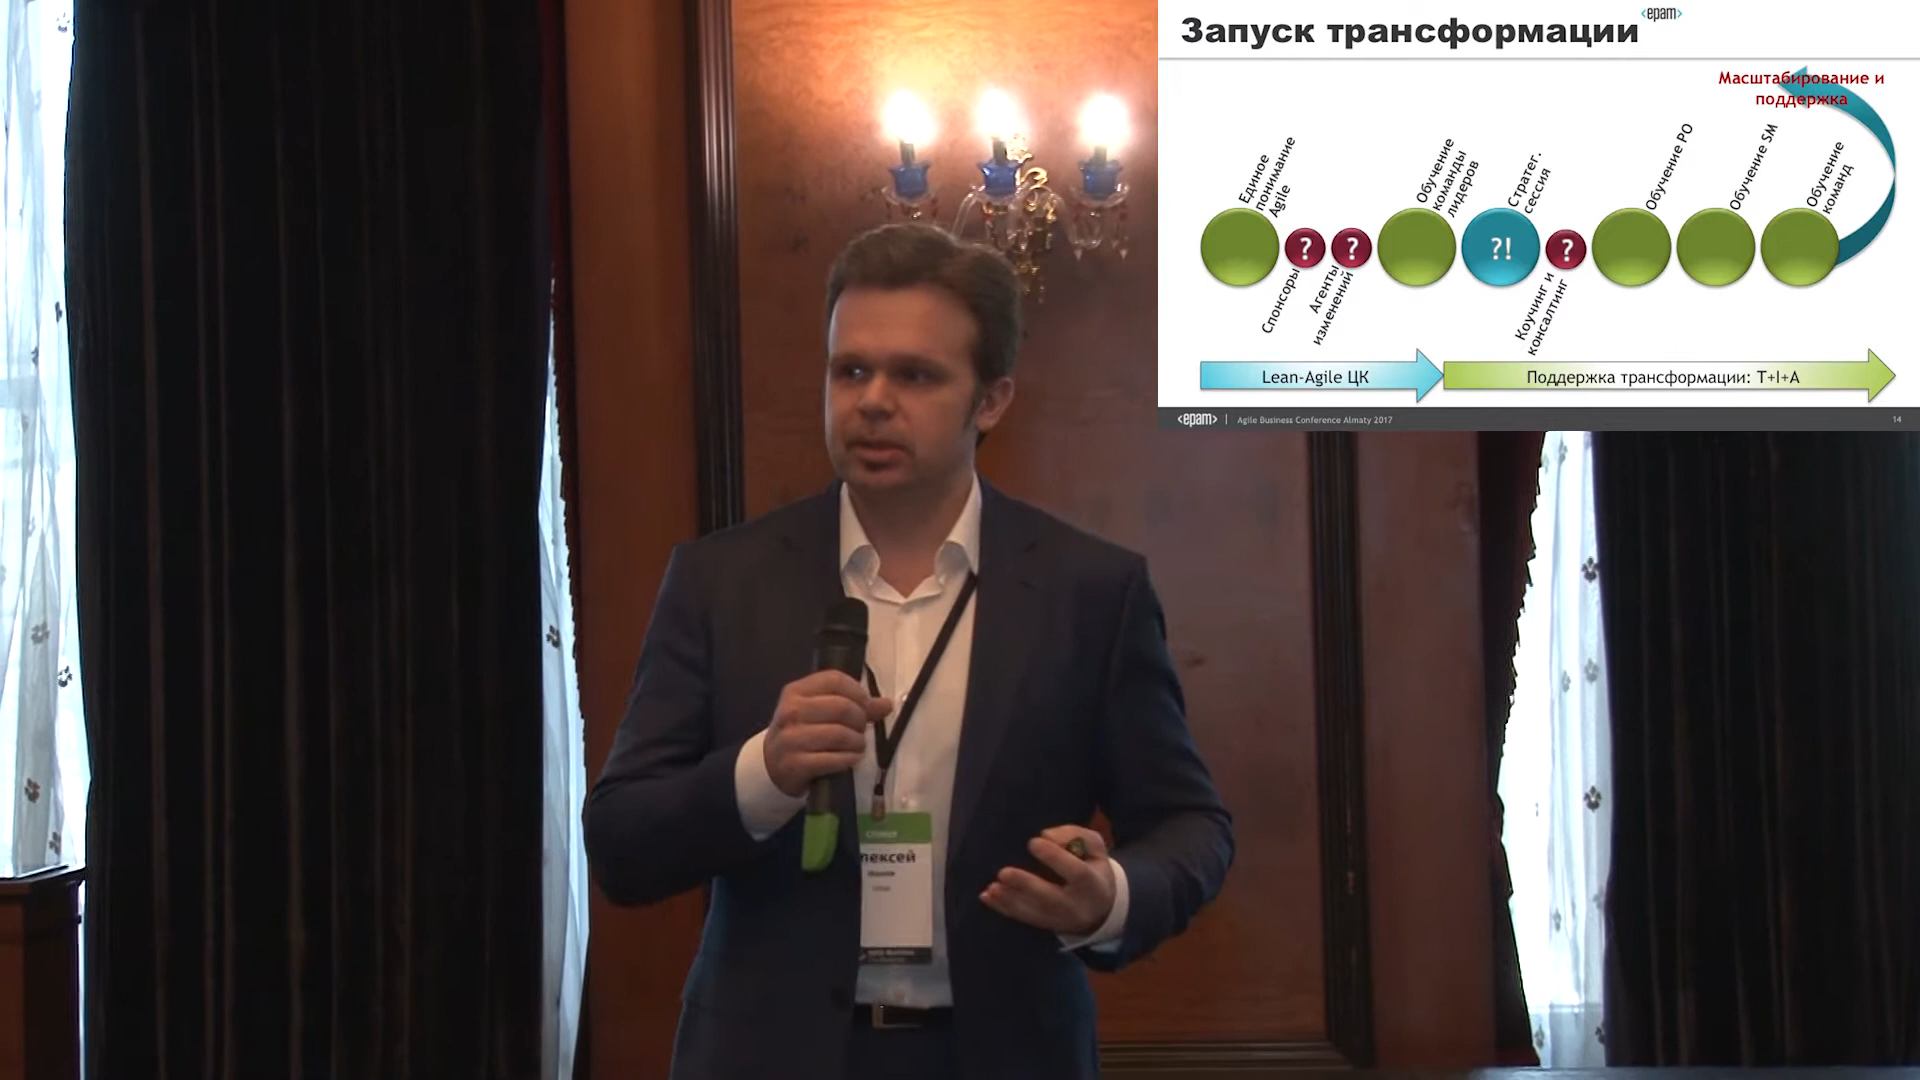 Запуск трансформации
<epam>
Масштабирование и
поддержка
Единое
понимание
Agile
Обучение
команды
лидеров
Стратег.
сессия
Обучение PO
Обучение SM
Обучение
команд
?
?
?!
?
Спонсоры
Агенты
изменений
Коучинг и
консалтинг
Lean-Agile ЦК
Поддержка трансформации: T+I+A
<epam> | Agile Business Conference Almaty 2017
14